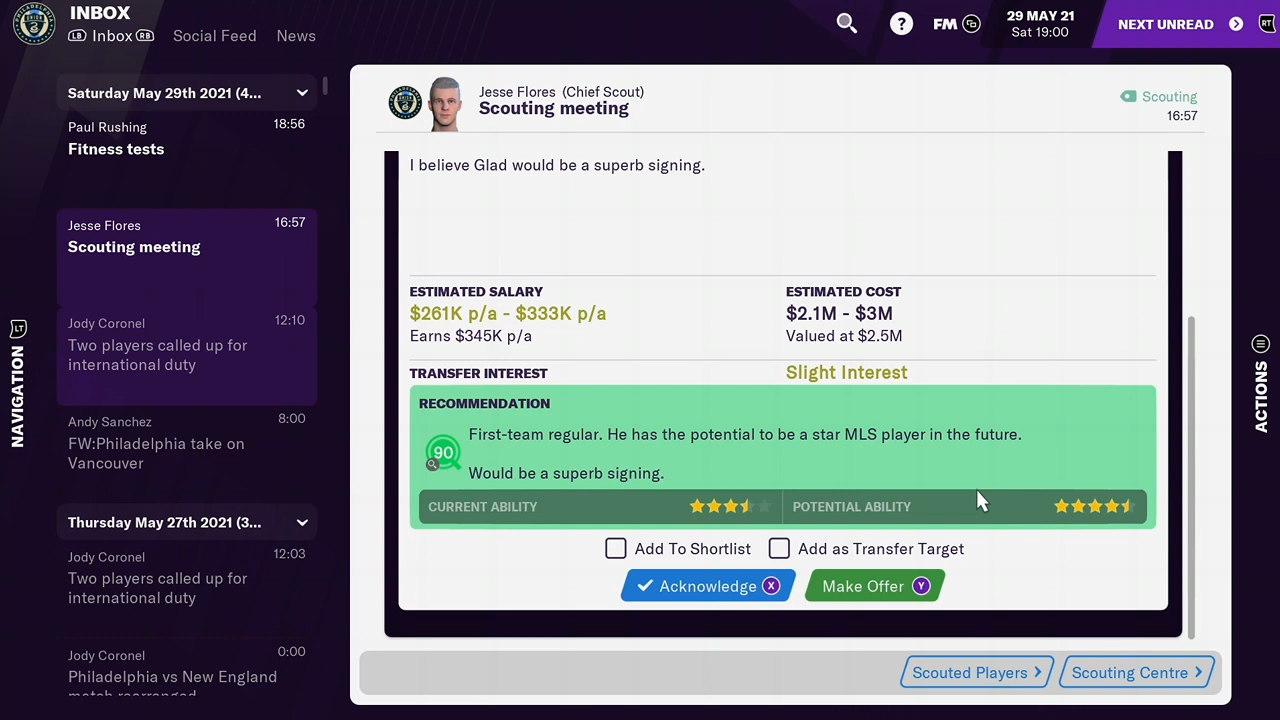 INBOX
LB Inbox RB
Social Feed
News
?
FM
29 MAY 21
Sat 19:00
NEXT UNREAD
RT
Saturday May 29th 2021 (4...
Paul Rushing
18:56
Fitness tests
Jesse Flores
16:57
Scouting meeting
Jody Coronel
12:10
Two players called up for
international duty
Andy Sanchez
8:00
FW:Philadelphia take on
Vancouver
Thursday May 27th 2021 (3...
Jody Coronel
12:03
Two players called up for
international duty
Jody Coronel
0:00
Philadelphia vs New England
match rearranged
LT
NAVIGATION
Jesse Flores (Chief Scout)
Scouting meeting
Scouting
16:57
I believe Glad would be a superb signing.
ESTIMATED SALARY
$261K p/a - $333K p/a
Earns $345K p/a
ESTIMATED COST
$2.1M - $3M
Valued at $2.5M
TRANSFER INTEREST
Slight Interest
RECOMMENDATION
90
First-team regular. He has the potential to be a star MLS player in the future.
Would be a superb signing.
CURRENT ABILITY
POTENTIAL ABILITY
Add To Shortlist
Add as Transfer Target
Acknowledge X
Make Offer Y
Scouted Players
Scouting Centre
ACTIONS